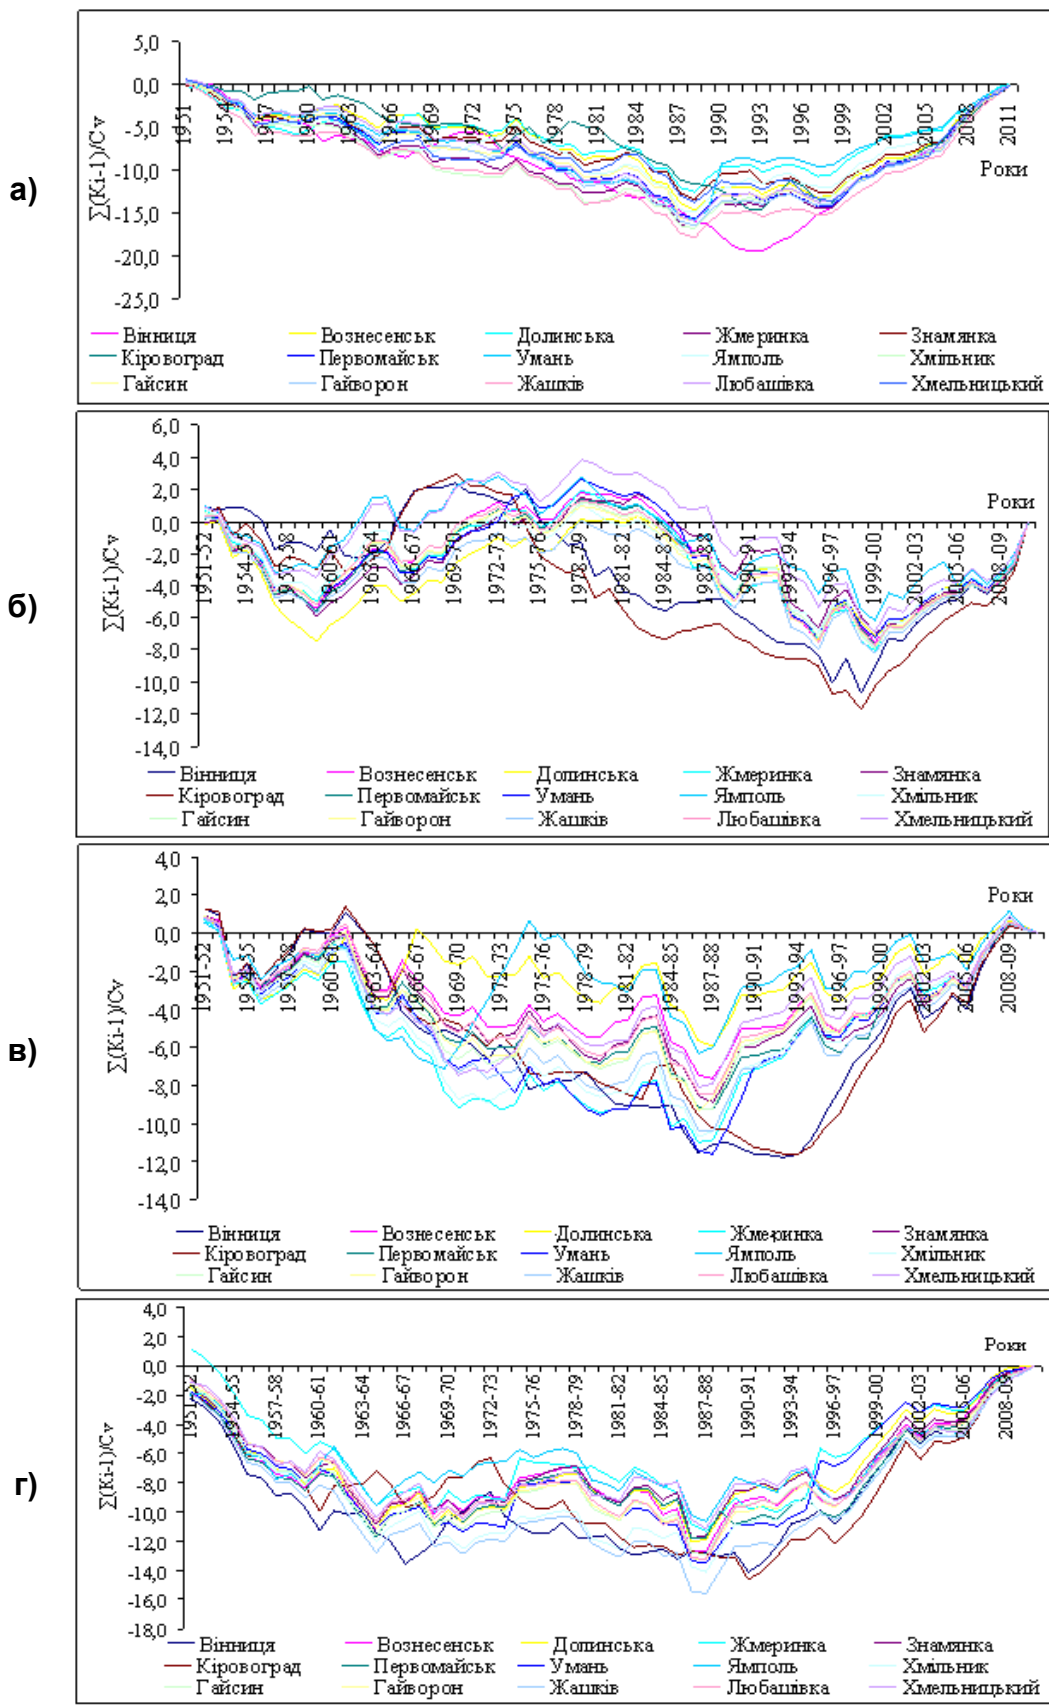 а)
∑(Ki-1)/Cv
5,0
0,0
-5,0
-10,0
-15,0
-20,0
-25,0
1951 1954 1957 1960 1963 1966 1969 1972 1975 1978 1981 1984 1987 1990 1993 1996 1999 2002 2005 2008 2011
Роки
Вінниця Вознесенськ Долинська Жмеринка Знамянка
Кіровоград Первомайськ Умань Ямполь Хмільник
Гайсин Гайворон Жашків Любашівка Хмельницький
б)
∑(Ki-1)/Cv
6,0
4,0
2,0
0,0
-2,0
-4,0
-6,0
-8,0
-10,0
-12,0
-14,0
1951-52 1954-55 1957-58 1960-61 1963-64 1966-67 1969-70 1972-73 1975-76 1978-79 1981-82 1984-85 1987-88 1990-91 1993-94 1996-97 1999-00 2002-03 2005-06 2008-09
Роки
Вінниця Вознесенськ Долинська Жмеринка Знамянка
Кіровоград Первомайськ Умань Ямполь Хмільник
Гайсин Гайворон Жашків Любашівка Хмельницький
в)
∑(Ki-1)/Cv
4,0
2,0
0,0
-2,0
-4,0
-6,0
-8,0
-10,0
-12,0
-14,0
1951-52 1954-55 1957-58 1960-61 1963-64 1966-67 1969-70 1972-73 1975-76 1978-79 1981-82 1984-85 1987-88 1990-91 1993-94 1996-97 1999-00 2002-03 2005-06 2008-09
Роки
Вінниця Вознесенськ Долинська Жмеринка Знамянка
Кіровоград Первомайськ Умань Ямполь Хмільник
Гайсин Гайворон Жашків Любашівка Хмельницький
г)
∑(Ki-1)/Cv
4,0
2,0
0,0
-2,0
-4,0
-6,0
-8,0
-10,0
-12,0
-14,0
-16,0
-18,0
1951-52 1954-55 1957-58 1960-61 1963-64 1966-67 1969-70 1972-73 1975-76 1978-79 1981-82 1984-85 1987-88 1990-91 1993-94 1996-97 1999-00 2002-03 2005-06 2008-09
Роки
Вінниця Вознесенськ Долинська Жмеринка Знамянка
Кіровоград Первомайськ Умань Ямполь Хмільник
Гайсин Гайворон Жашків Любашівка Хмельницький